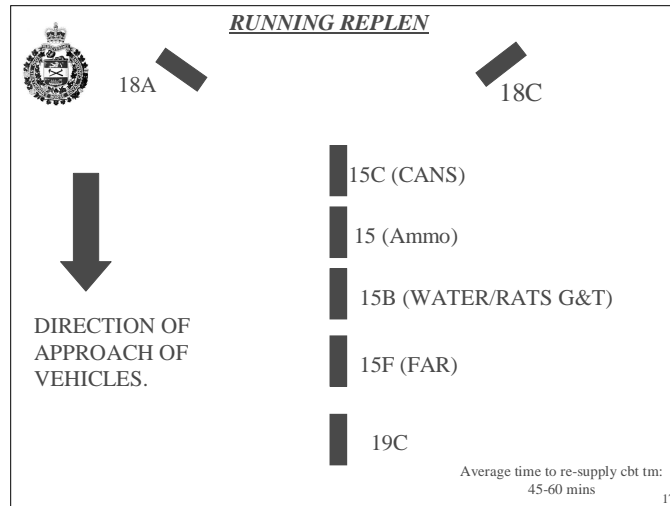 RUNNING REPLEN
18A
18C
15C (CANS)
15 (Ammo)
15B (WATER/RATS G&T)
DIRECTION OF
APPROACH OF
VEHICLES.
15F (FAR)
19C
Average time to re-supply cbt tm:
45-60 mins